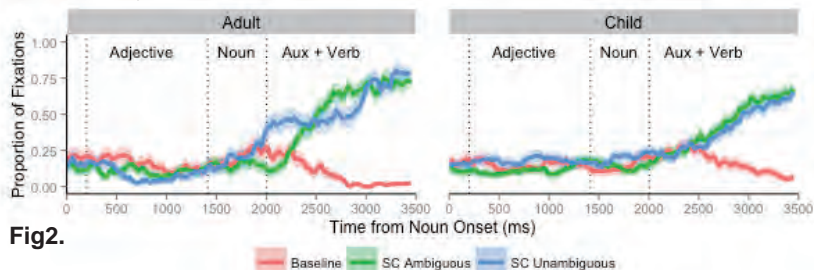 Adult Child
Proportion of Fixations
1.00
0.75
0.50
0.25
0.00
Adjective Noun Aux + Verb
Adjective Noun Aux + Verb
0 500 1000 1500 2000 2500 3000 3500
0 500 1000 1500 2000 2500 3000 3500
Time from Noun Onset (ms)
Fig2.
Baseline SC Ambiguous SC Unambiguous